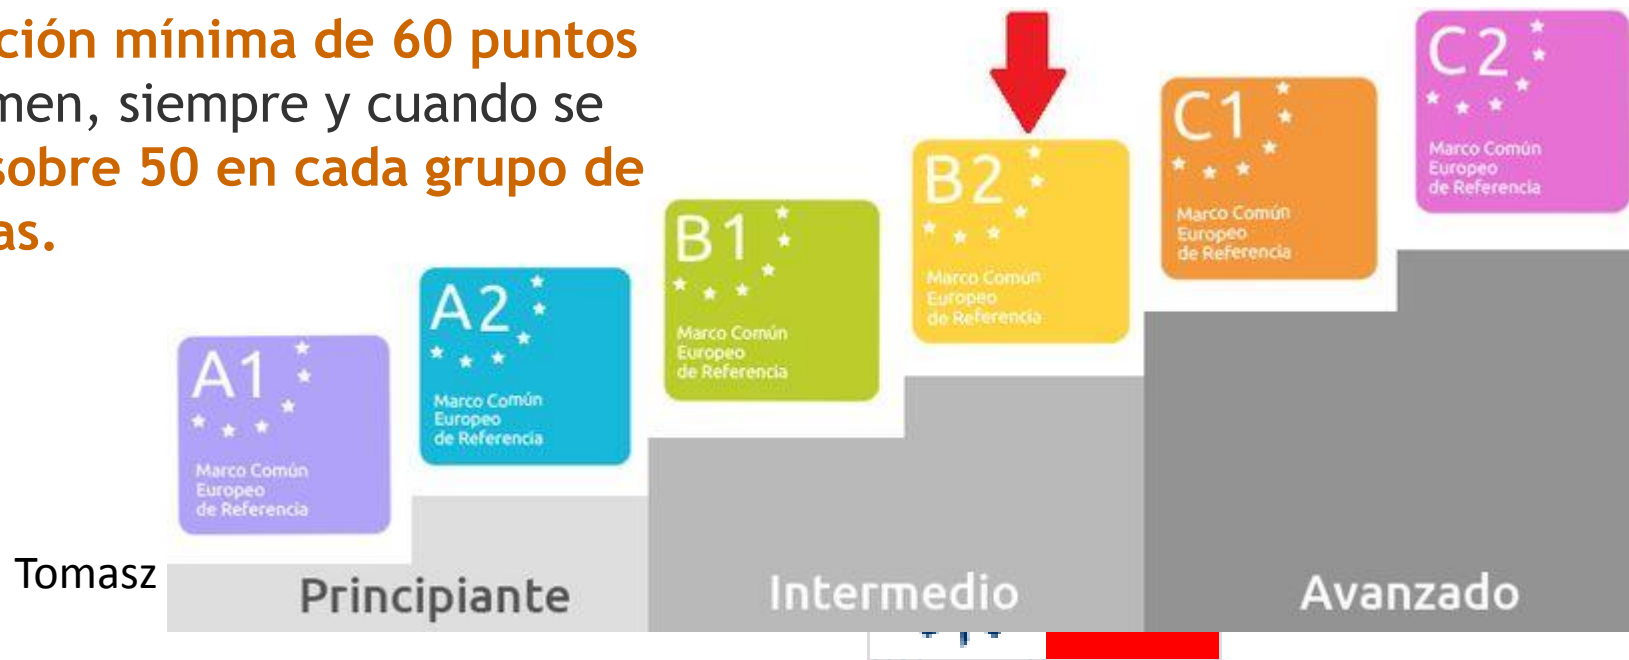 ción mínima de 60 puntos
men, siempre y cuando se
sobre 50 en cada grupo de
as.
C2
Marco Común
Europeo
de Referencia
C1
Marco Común
Europeo
de Referencia
B2
Marco Común
Europeo
de Referencia
B1
Marco Común
Europeo
de Referencia
A2
Marco Común
Europeo
de Referencia
A1
Marco Común
Europeo
de Referencia
Tomasz
Principiante
Intermedio
Avanzado